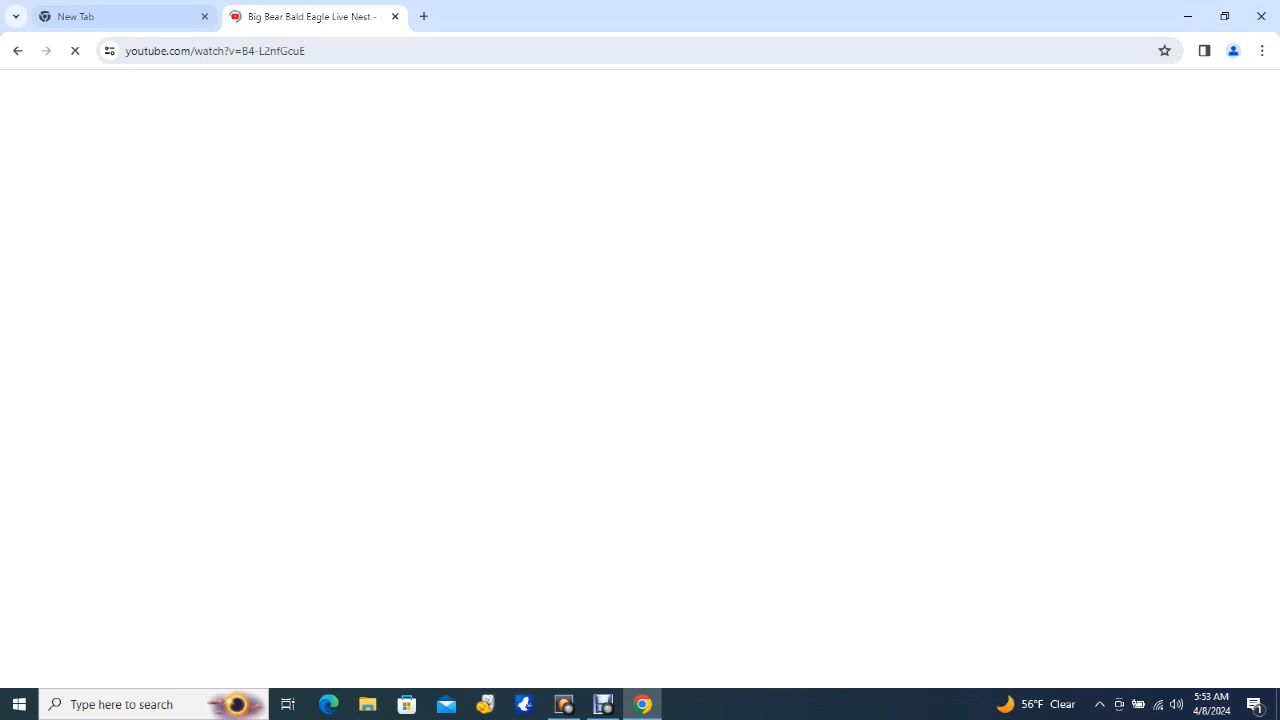 New Tab
Big Bear Bald Eagle Live Nest -
youtube.com/watch?v=B4-L2nfGcuE
Type here to search
56°F Clear
5:53 AM
4/8/2024
1